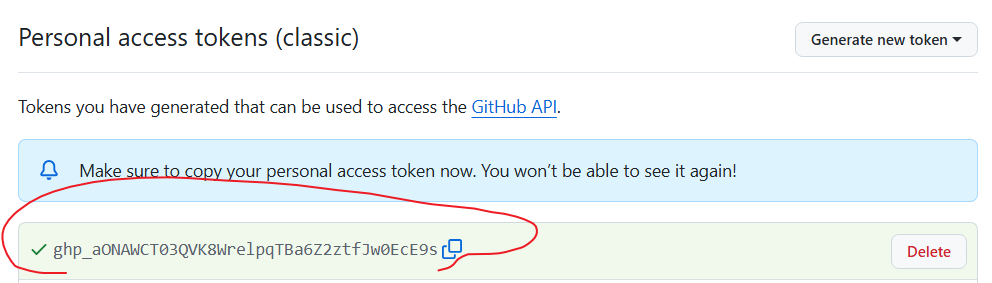 Personal access tokens (classic)
Generate new token
Tokens you have generated that can be used to access the GitHub API.
Make sure to copy your personal access token now. You won’t be able to see it again!
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
Delete